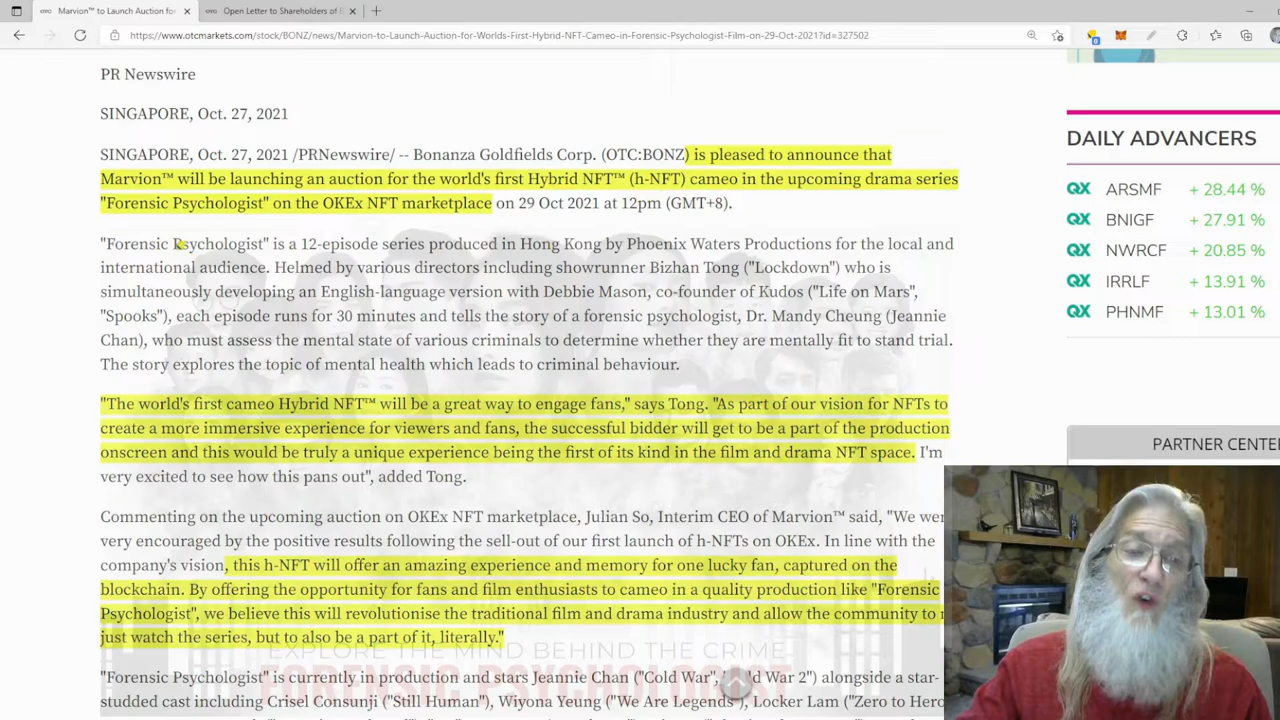 Marvion™ to Launch Auction for W
Open Letter to Shareholders of E
https://www.otcmarkets.com/stock/BONZ/news/Marvion-to-Launch-Auction-for-Worlds-First-Hybrid-NFT-Cameo-in-Forensic-Psychologist-Film-on-29-Oct-2021?id=327502
PR Newswire
SINGAPORE, Oct. 27, 2021
SINGAPORE, Oct. 27, 2021 /PRNewswire/ -- Bonanza Goldfields Corp. (OTC:BONZ) is pleased to announce that
Marvion™ will be launching an auction for the world's first Hybrid NFT™ (h-NFT) cameo in the upcoming drama series
"Forensic Psychologist" on the OKEx NFT marketplace on 29 Oct 2021 at 12pm (GMT+8).
"Forensic Psychologist" is a 12-episode series produced in Hong Kong by Phoenix Waters Productions for the local and
international audience. Helmed by various directors including showrunner Bizhan Tong ("Lockdown") who is
simultaneously developing an English-language version with Debbie Mason, co-founder of Kudos ("Life on Mars",
"Spooks"), each episode runs for 30 minutes and tells the story of a forensic psychologist, Dr. Mandy Cheung (Jeannie
Chan), who must assess the mental state of various criminals to determine whether they are mentally fit to stand trial.
The story explores the topic of mental health which leads to criminal behaviour.
"The world's first cameo Hybrid NFT™ will be a great way to engage fans," says Tong. "As part of our vision for NFTs to
create a more immersive experience for viewers and fans, the successful bidder will get to be a part of the production
onscreen and this would be truly a unique experience being the first of its kind in the film and drama NFT space. I'm
very excited to see how this pans out", added Tong.
Commenting on the upcoming auction on OKEx NFT marketplace, Julian So, Interim CEO of Marvion™ said, "We wer
very encouraged by the positive results following the sell-out of our first launch of h-NFTs on OKEx. In line with the
company's vision, this h-NFT will offer an amazing experience and memory for one lucky fan, captured on the
blockchain. By offering the opportunity for fans and film enthusiasts to cameo in a quality production like "Forensic
Psychologist", we believe this will revolutionise the traditional film and drama industry and allow the community to
just watch the series, but to also be a part of it, literally."
EXPLORE THE MIND BEHIND THE CRIME
FORENSIC PSYCHOLOGIST
"Forensic Psychologist" is currently in production and stars Jeannie Chan ("Cold War", "Cold War 2") alongside a star-
studded cast including Crisel Consunji ("Still Human"), Wiyona Yeung ("We Are Legends"), Locker Lam ("Zero to Hero
DAILY ADVANCERS
QX ARSMF + 28.44 %
QX BNIGF + 27.91 %
QX NWRCF + 20.85 %
QX IRRLF + 13.91 %
QX PHNMF + 13.01 %
PARTNER CENTE